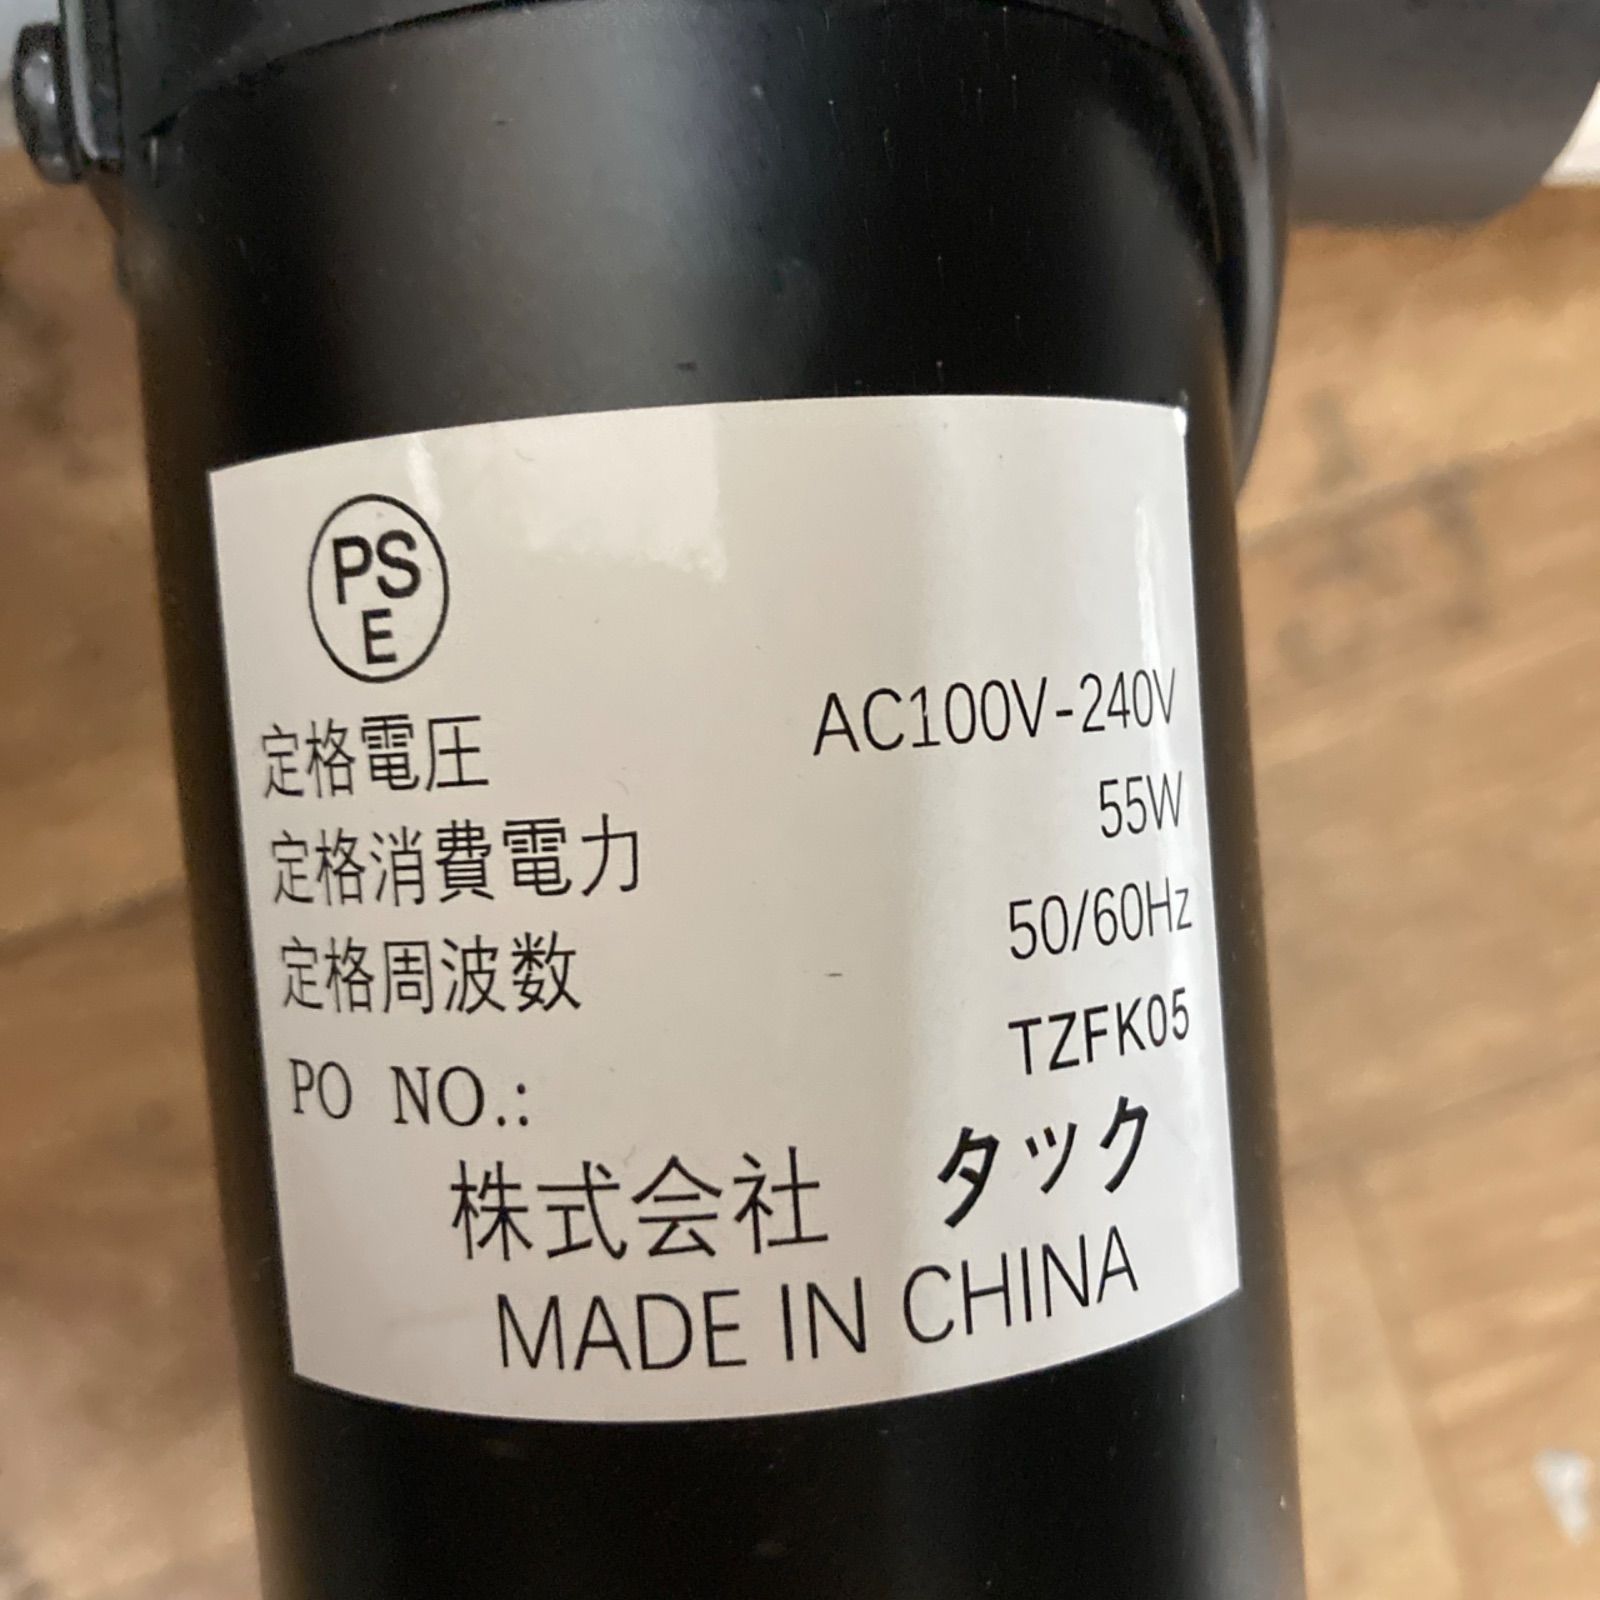 PS
E
定格電圧 AC100V-240V
定格消費電力 55W
定格周波数 50/60Hz
PO NO.: TZFK05
株式会社 タック
MADE IN CHINA